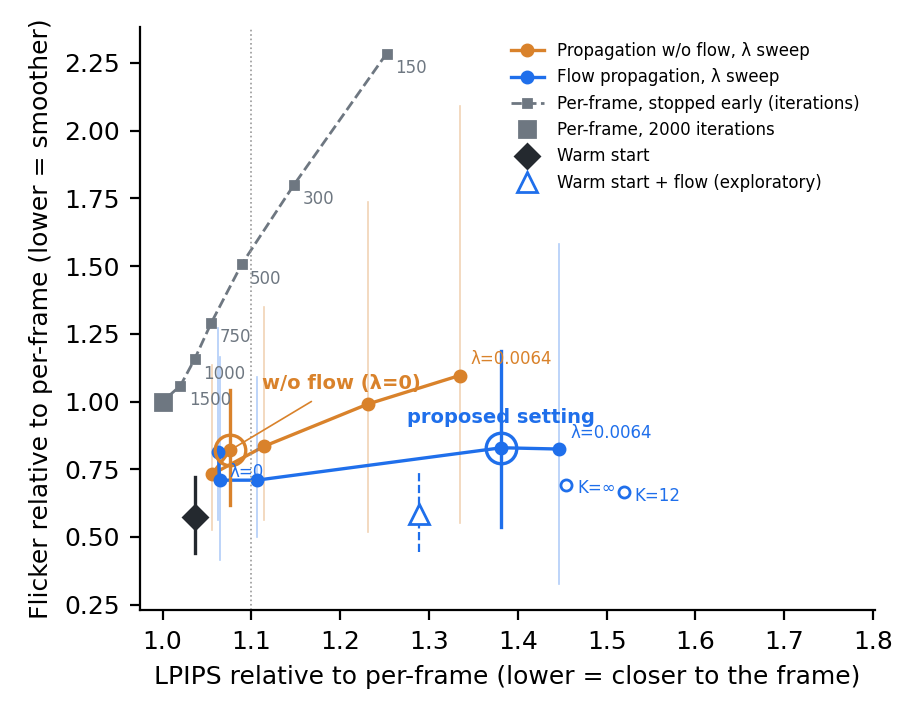 Flicker relative to per-frame (lower = smoother)
2.25
2.00
1.75
1.50
1.25
1.00
0.75
0.50
0.25
Propagation w/o flow, λ sweep
Flow propagation, λ sweep
Per-frame, stopped early (iterations)
Per-frame, 2000 iterations
Warm start
Warm start + flow (exploratory)
150
300
500
750
1000
1500
λ=0.0064
w/o flow (λ=0)
proposed setting
λ=0.0064
λ=0
K=∞
K=12
1.0 1.1 1.2 1.3 1.4 1.5 1.6 1.7 1.8
LPIPS relative to per-frame (lower = closer to the frame)